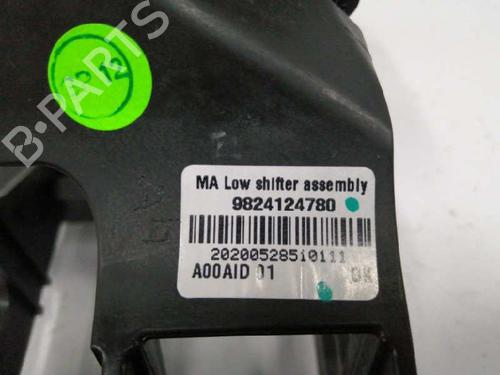 MA Low shifter assembly
9824124780
20200528510111
A00AID 01 OK
B-PARTS